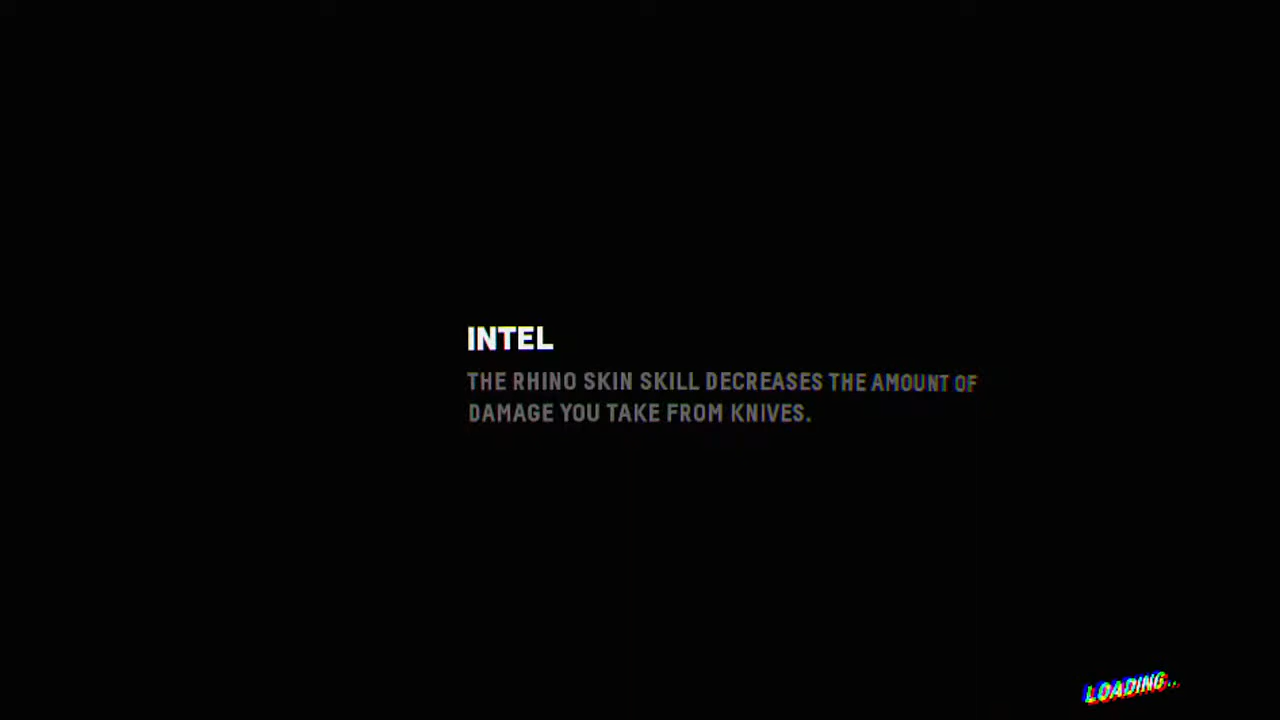 INTEL
THE RHINO SKIN SKILL DECREASES THE AMOUNT OF
DAMAGE YOU TAKE FROM KNIVES.
LOADING..